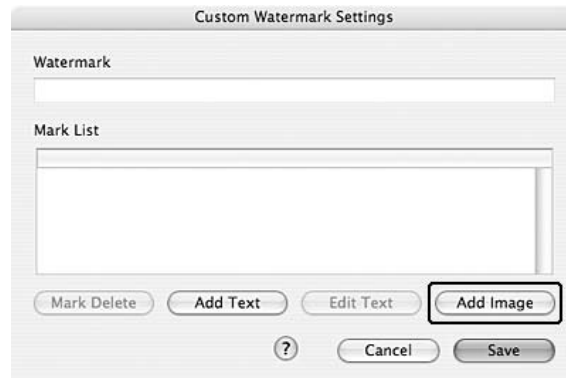 Custom Watermark Settings
Watermark
Mark List
Mark Delete Add Text Edit Text Add Image
? Cancel Save